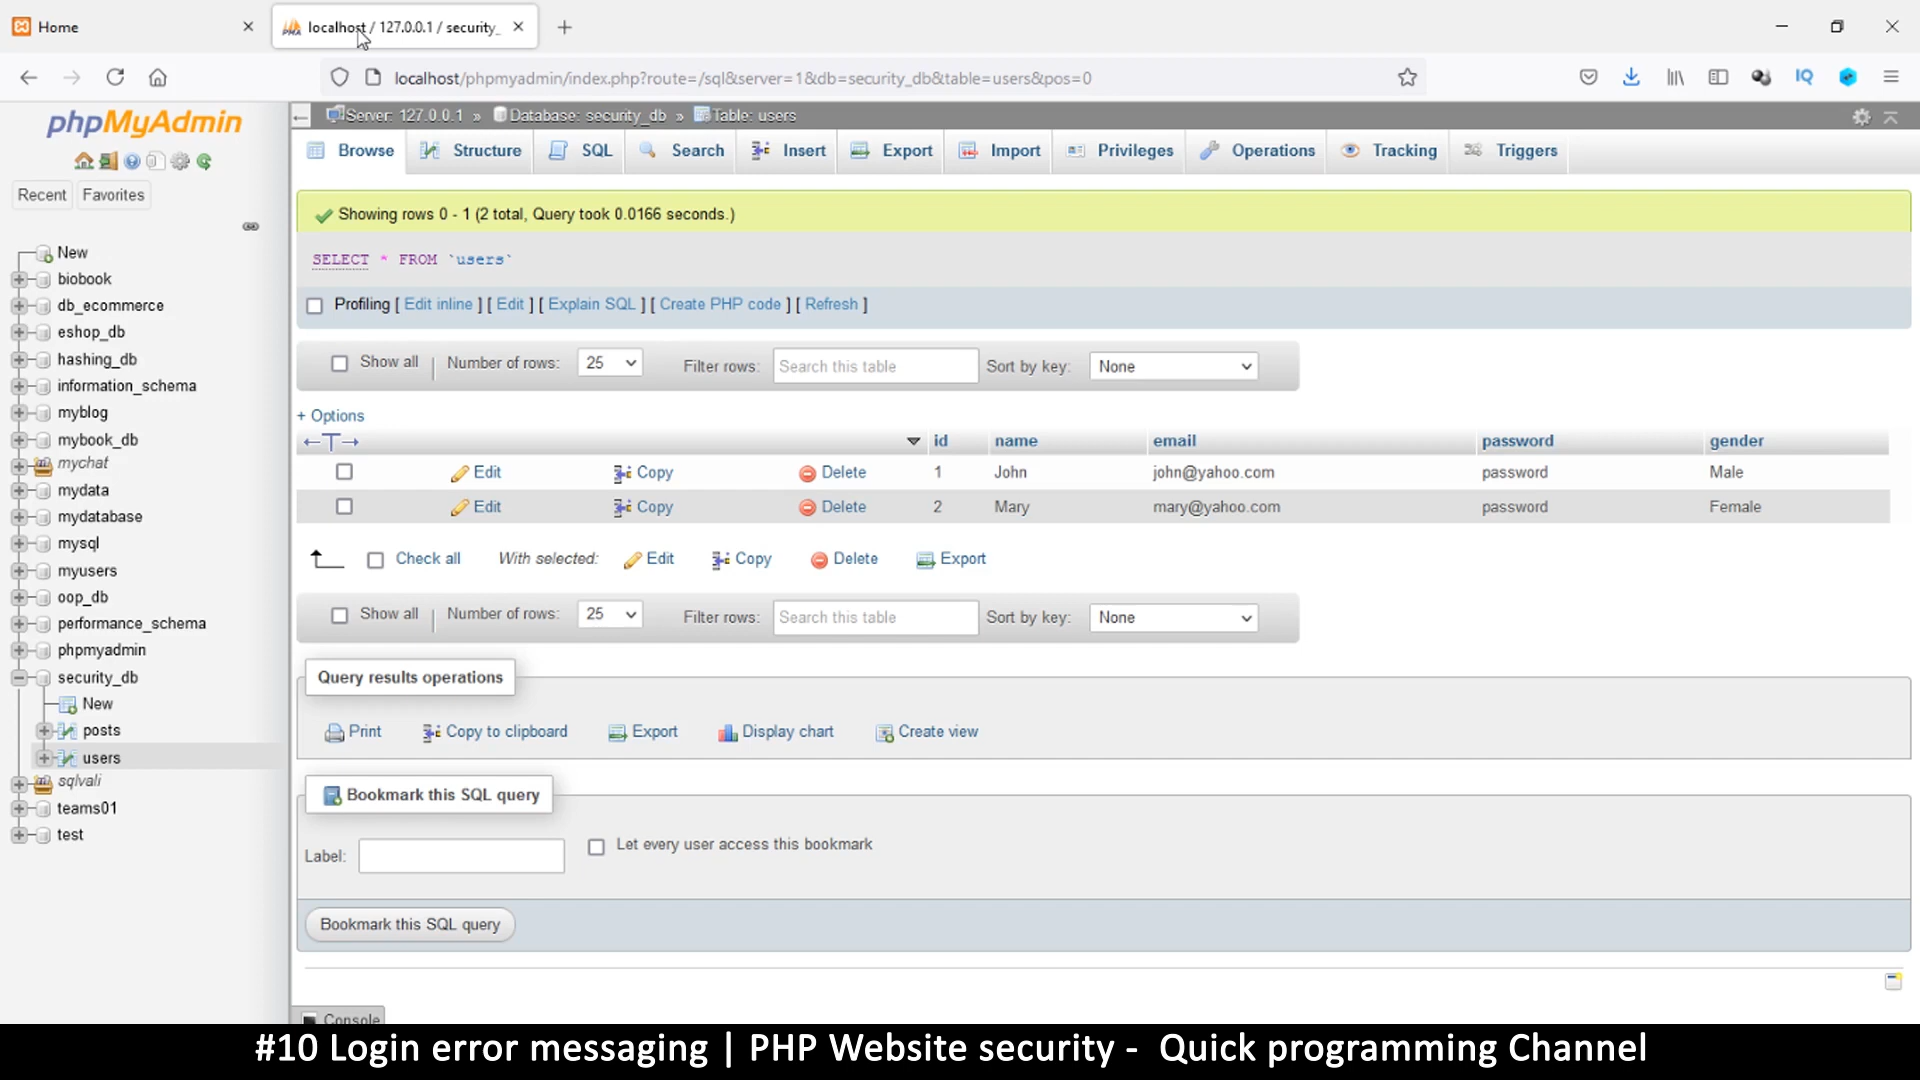 Home
localhost / 127.0.0.1 / security_
localhost/phpmyadmin/index.php?route=/sql&server=1&db=security_db&table=users&pos=0
phpMyAdmin
Recent Favorites
New
biobook
db_ecommerce
eshop_db
hashing_db
information_schema
myblog
mybook_db
mychat
mydata
mydatabase
mysql
myusers
oop_db
performance_schema
phpmyadmin
security_db
New
posts
users
sqlvali
teams01
test
Server: 127.0.0.1 » Database: security_db » Table: users
Browse Structure SQL Search Insert Export Import Privileges Operations Tracking Triggers
Showing rows 0 - 1 (2 total, Query took 0.0166 seconds.)
SELECT * FROM `users`
Profiling [ Edit inline ] [ Edit ] [ Explain SQL ] [ Create PHP code ] [ Refresh ]
Show all | Number of rows: 25 Filter rows: Search this table Sort by key: None
+ Options
←T→ id name email password gender
Edit Copy Delete 1 John john@yahoo.com password Male
Edit Copy Delete 2 Mary mary@yahoo.com password Female
Check all With selected: Edit Copy Delete Export
Show all | Number of rows: 25 Filter rows: Search this table Sort by key: None
Query results operations
Print Copy to clipboard Export Display chart Create view
Bookmark this SQL query
Label: Let every user access this bookmark
Bookmark this SQL query
Console
#10 Login error messaging | PHP Website security - Quick programming Channel